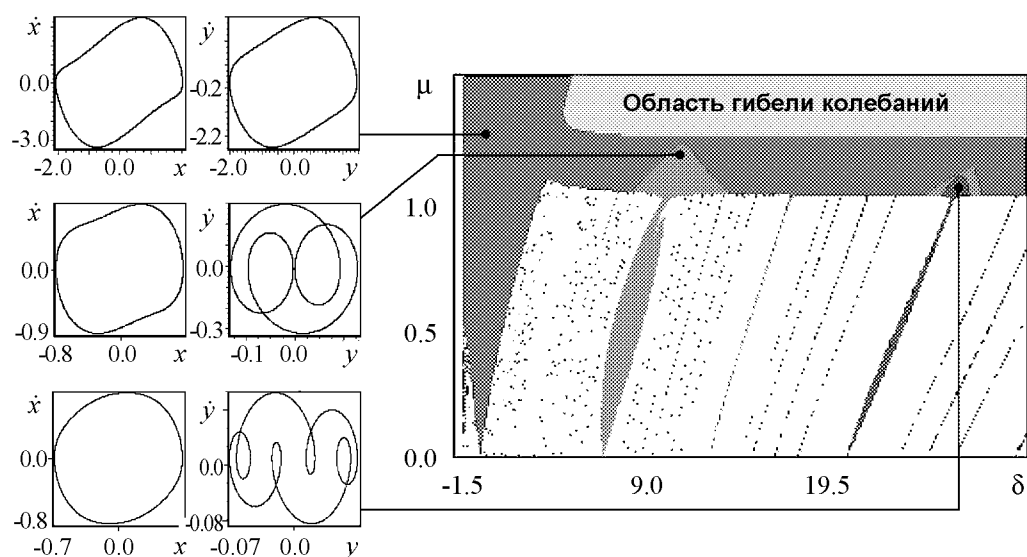 ẋ
0.0
-3.0
-2.0 0.0 x
ẏ
-0.2
-2.2
-2.0 0.0 y
ẋ
0.0
-0.9
-0.8 0.0 x
ẏ
0.0
-0.3
-0.1 0.0 y
ẋ
0.0
-0.8
-0.7 0.0 x
ẏ
0.0
-0.08
-0.07 0.0 y
μ
Область гибели колебаний
1.0
0.5
0.0
-1.5 9.0 19.5 δ